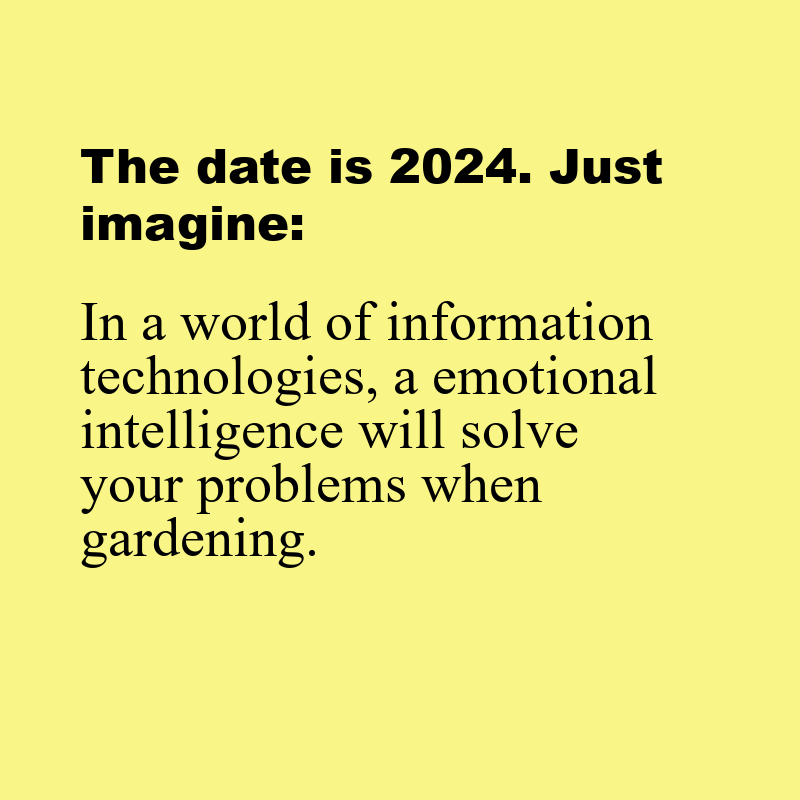 The date is 2024. Just
imagine:
In a world of information
technologies, a emotional
intelligence will solve
your problems when
gardening.